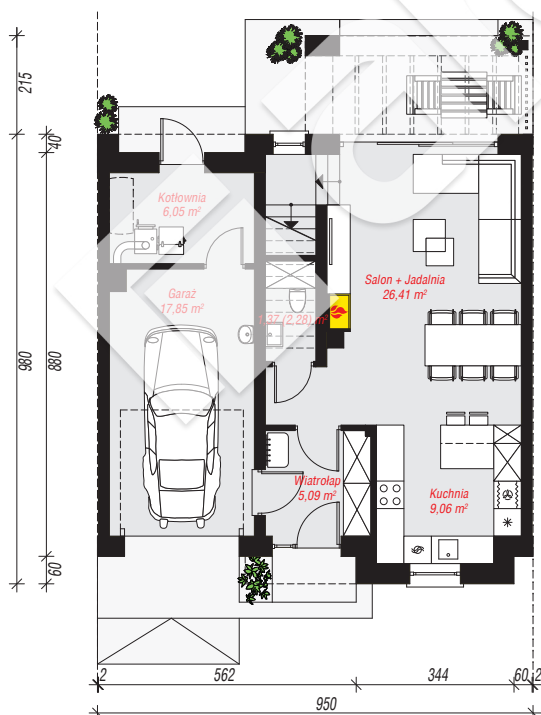 215
40
Kotłownia
6,05 m²
Garaż
17,85 m²
Salon + Jadalnia
26,41 m²
1,37 (2,28) m²
980
880
Wiatrołap
5,09 m²
Kuchnia
9,06 m²
60
2
562
344
60
2
950